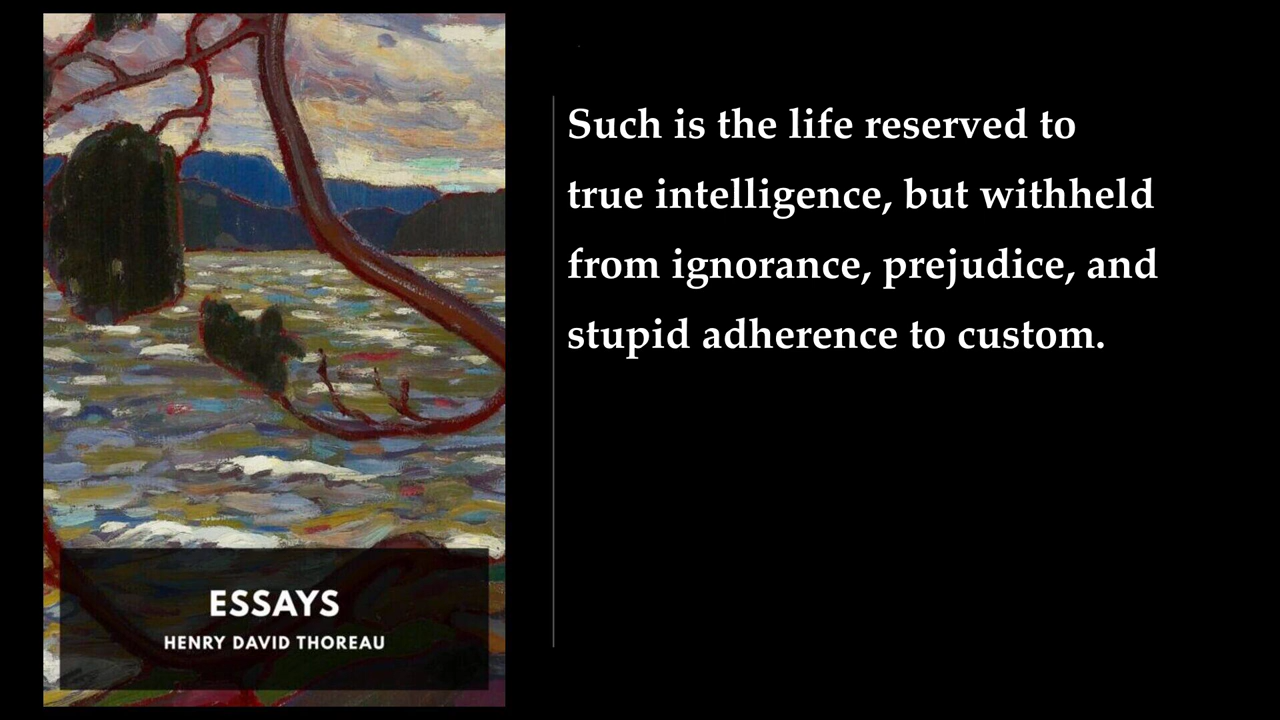 ESSAYS
HENRY DAVID THOREAU
Such is the life reserved to
true intelligence, but withheld
from ignorance, prejudice, and
stupid adherence to custom.